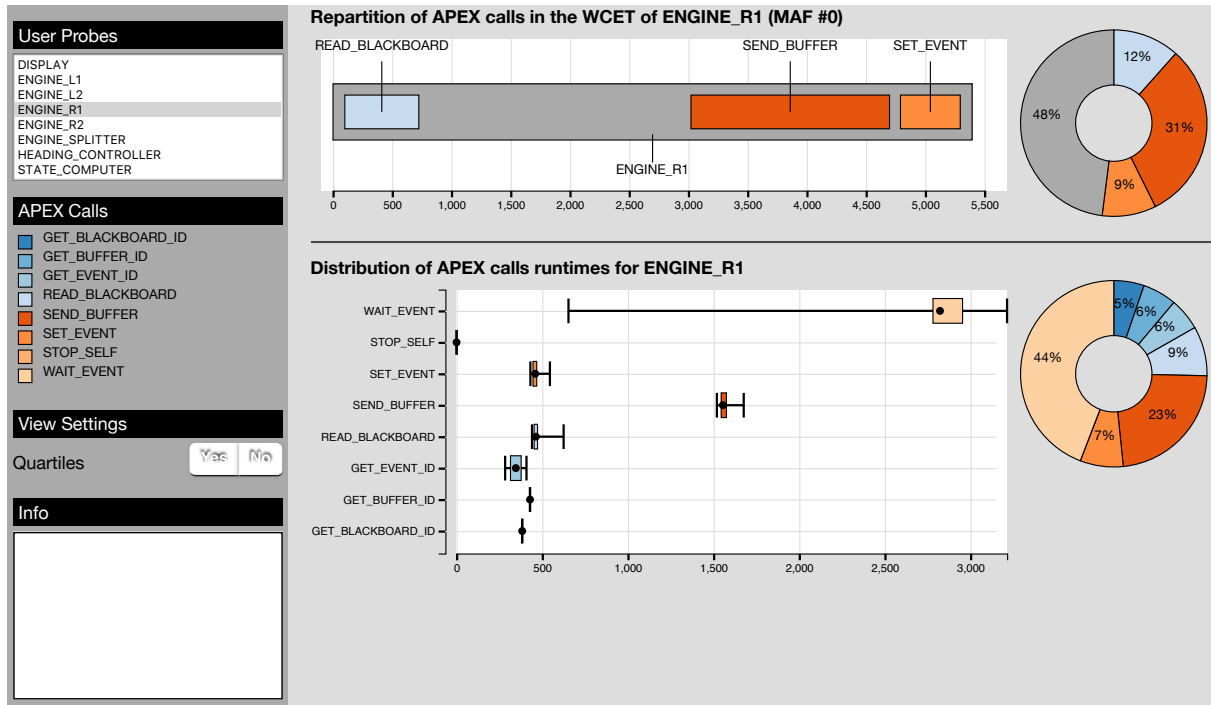 User Probes
DISPLAY
ENGINE_L1
ENGINE_L2
ENGINE_R1
ENGINE_R2
ENGINE_SPLITTER
HEADING_CONTROLLER
STATE_COMPUTER
APEX Calls
GET_BLACKBOARD_ID
GET_BUFFER_ID
GET_EVENT_ID
READ_BLACKBOARD
SEND_BUFFER
SET_EVENT
STOP_SELF
WAIT_EVENT
View Settings
Quartiles
Yes No
Info
Repartition of APEX calls in the WCET of ENGINE_R1 (MAF #0)
READ_BLACKBOARD SEND_BUFFER SET_EVENT
ENGINE_R1
0 500 1,000 1,500 2,000 2,500 3,000 3,500 4,000 4,500 5,000 5,500
12%
48% 31%
9%
Distribution of APEX calls runtimes for ENGINE_R1
WAIT_EVENT
STOP_SELF
SET_EVENT
SEND_BUFFER
READ_BLACKBOARD
GET_EVENT_ID
GET_BUFFER_ID
GET_BLACKBOARD_ID
0 500 1,000 1,500 2,000 2,500 3,000
5% 6%
6%
44% 9%
23%
7%